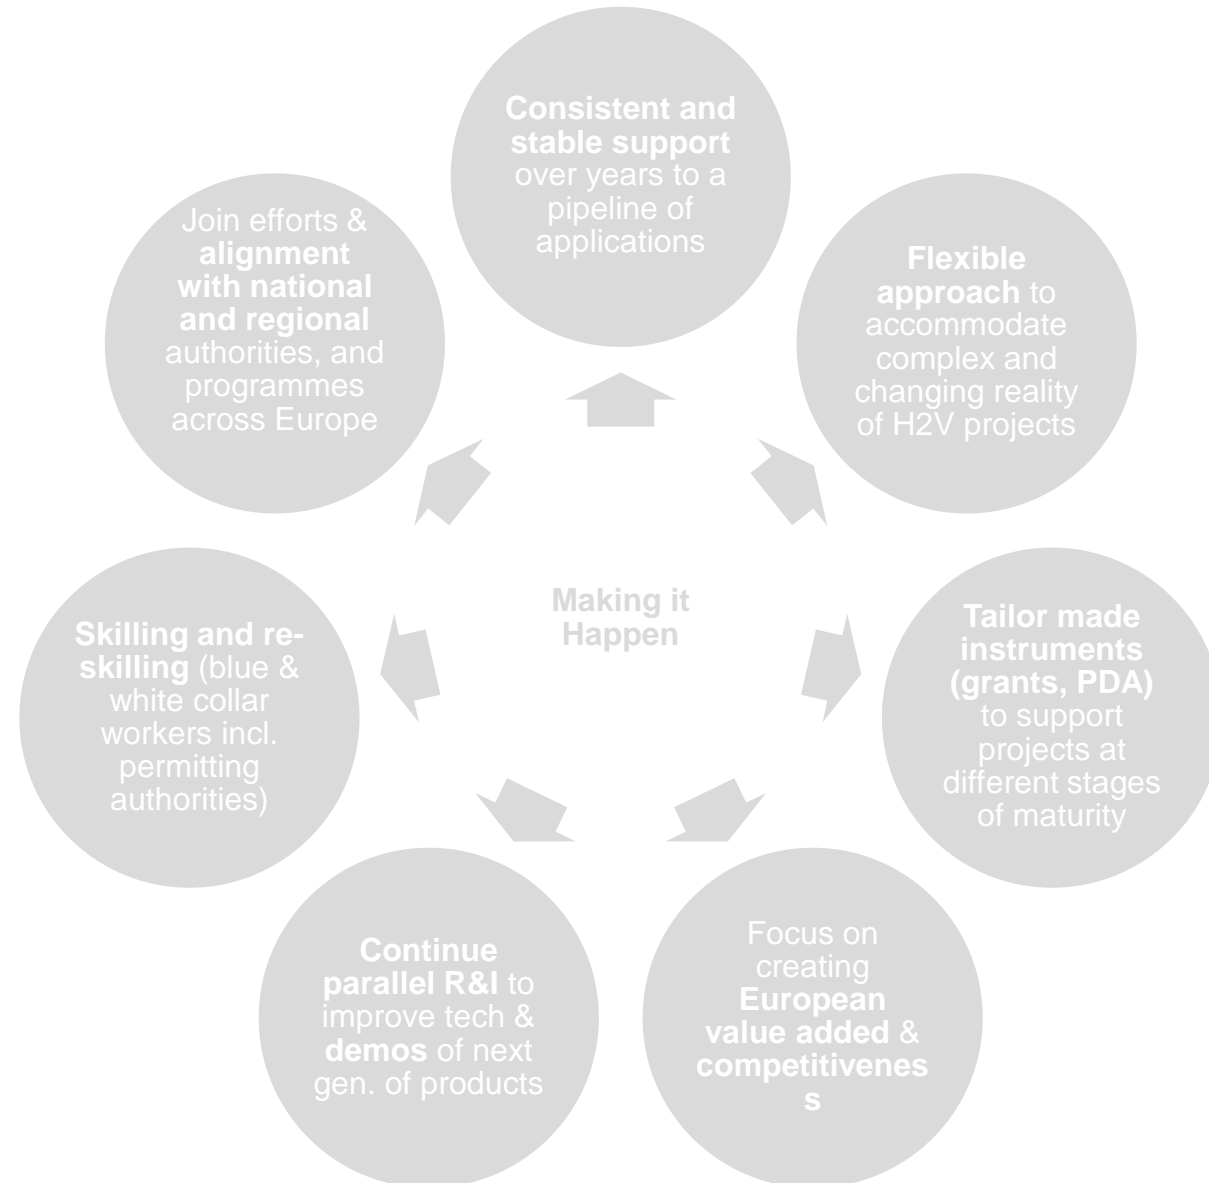 Consistent and
stable support
over years to a
pipeline of
applications
Flexible
approach to
accommodate
complex and
changing reality
of H2V projects
Tailor made
instruments
(grants, PDA)
to support
projects at
different stages
of maturity
Focus on
creating
European
value added &
competitivenes
s
Continue
parallel R&I to
improve tech &
demos of next
gen. of products
Skilling and re-
skilling (blue &
white collar
workers incl.
permitting
authorities)
Join efforts &
alignment
with national
and regional
authorities, and
programmes
across Europe
Making it
Happen